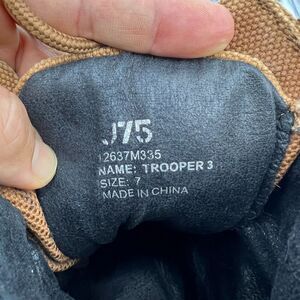 J75
12637M335
NAME: TROOPER 3
SIZE: 7
MADE IN CHINA